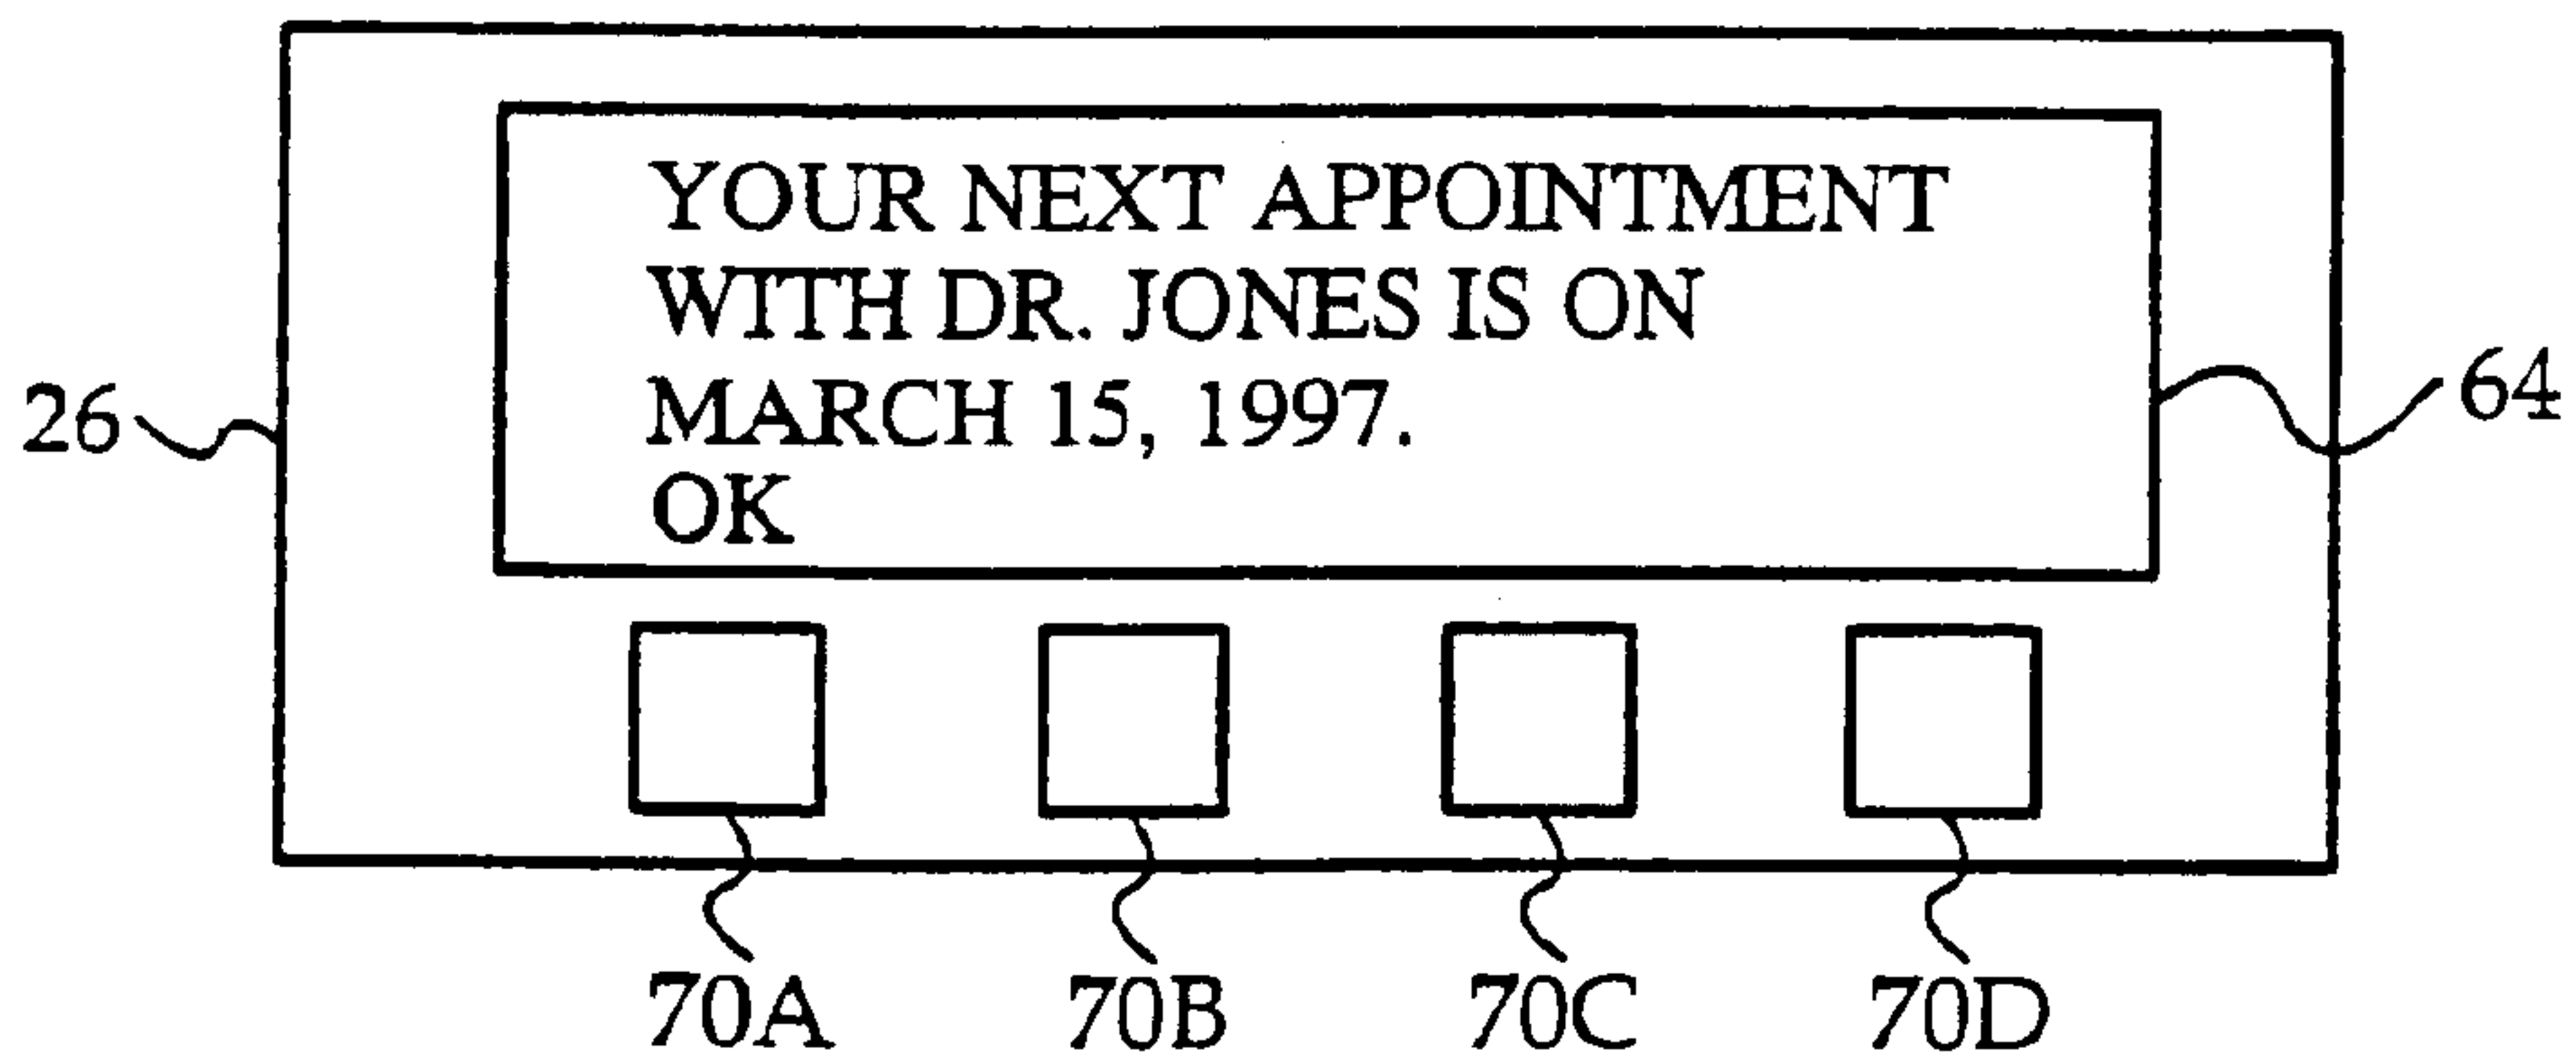 YOUR NEXT APPOINTMENT
WITH DR. JONES IS ON
MARCH 15, 1997.
OK
26
64
70A 70B 70C 70D